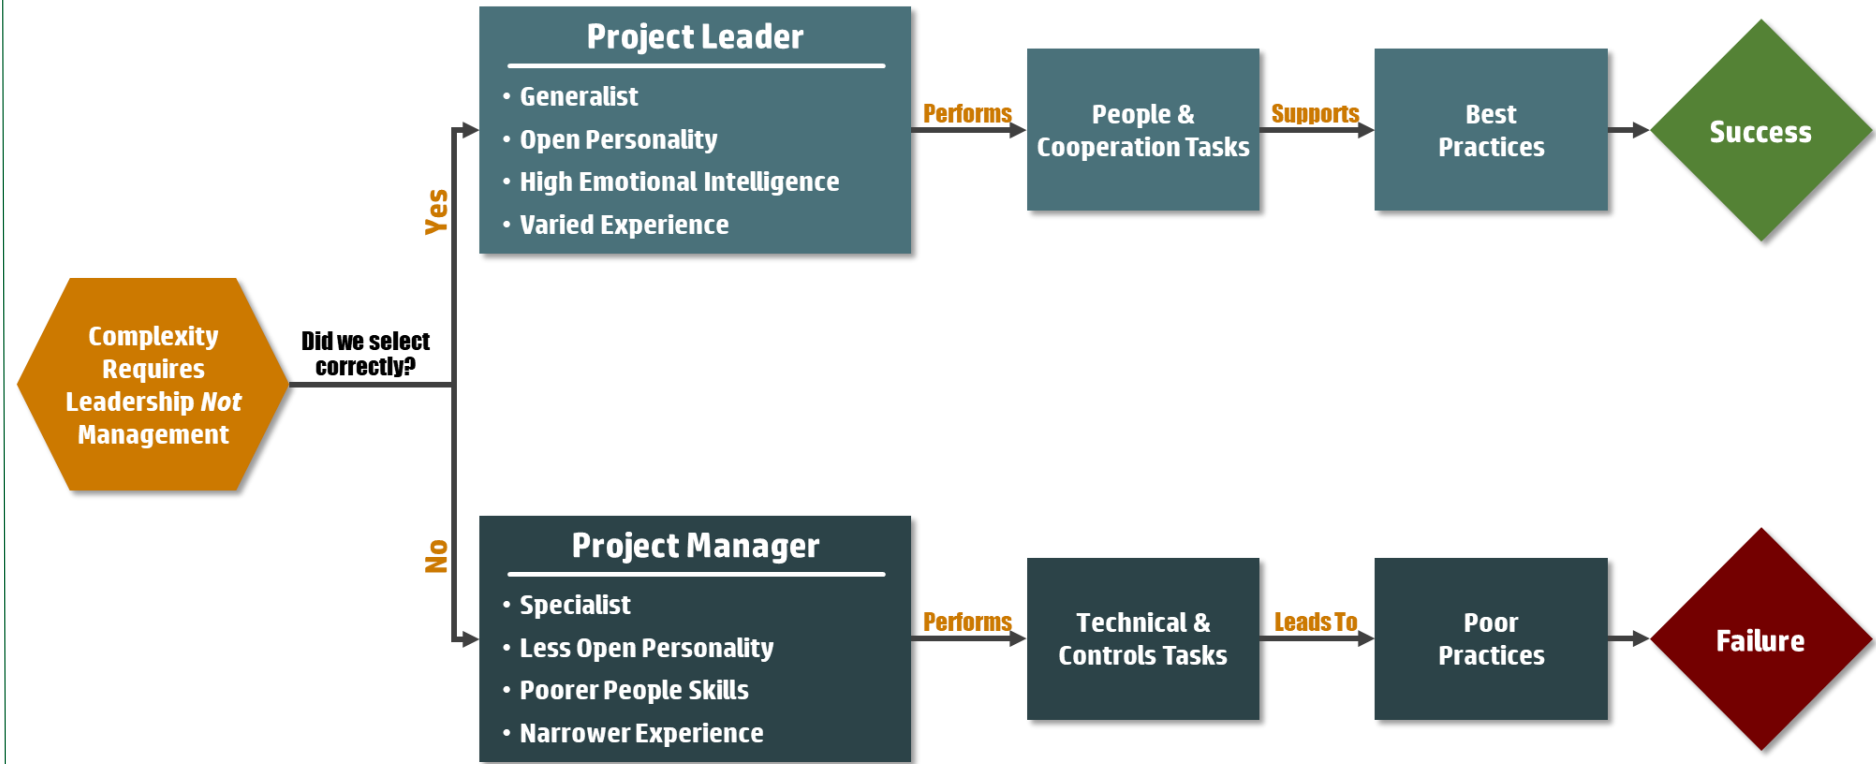 Project Leader
• Generalist
• Open Personality
• High Emotional Intelligence
• Varied Experience
Performs
People &
Cooperation Tasks
Supports
Best
Practices
Success
Yes
Complexity
Requires
Leadership Not
Management
Did we select
correctly?
No
Project Manager
• Specialist
• Less Open Personality
• Poorer People Skills
• Narrower Experience
Performs
Technical &
Controls Tasks
Leads To
Poor
Practices
Failure